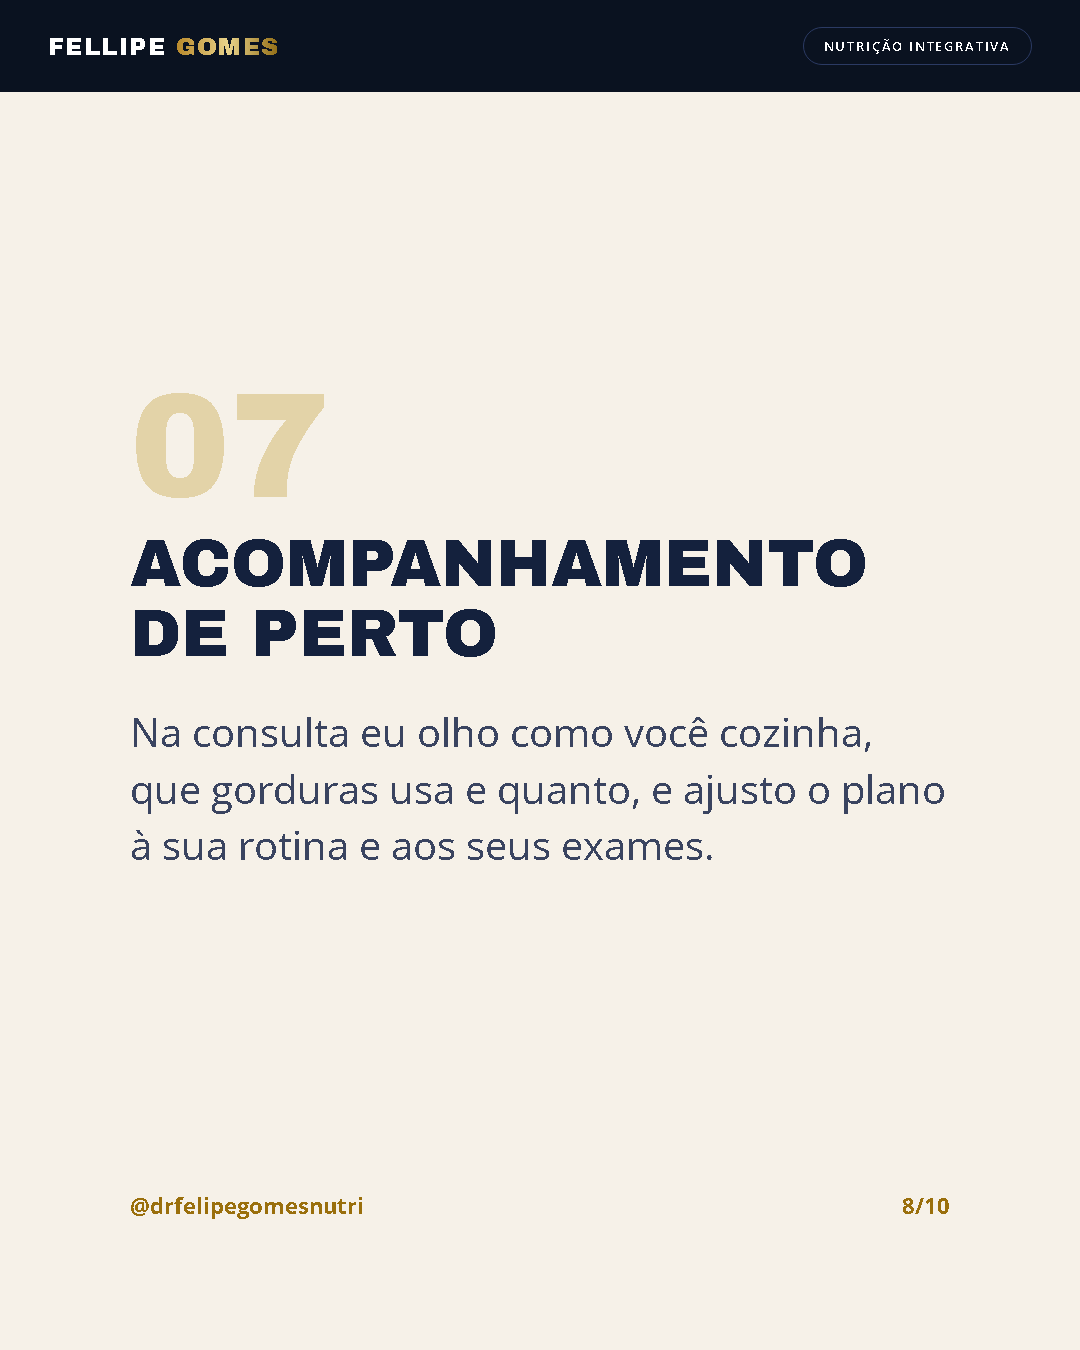 FELLIPE GOMES
NUTRIÇÃO INTEGRATIVA
07
ACOMPANHAMENTO
DE PERTO
Na consulta eu olho como você cozinha,
que gorduras usa e quanto, e ajusto o plano
à sua rotina e aos seus exames.
@drfelipegomesnutri
8/10